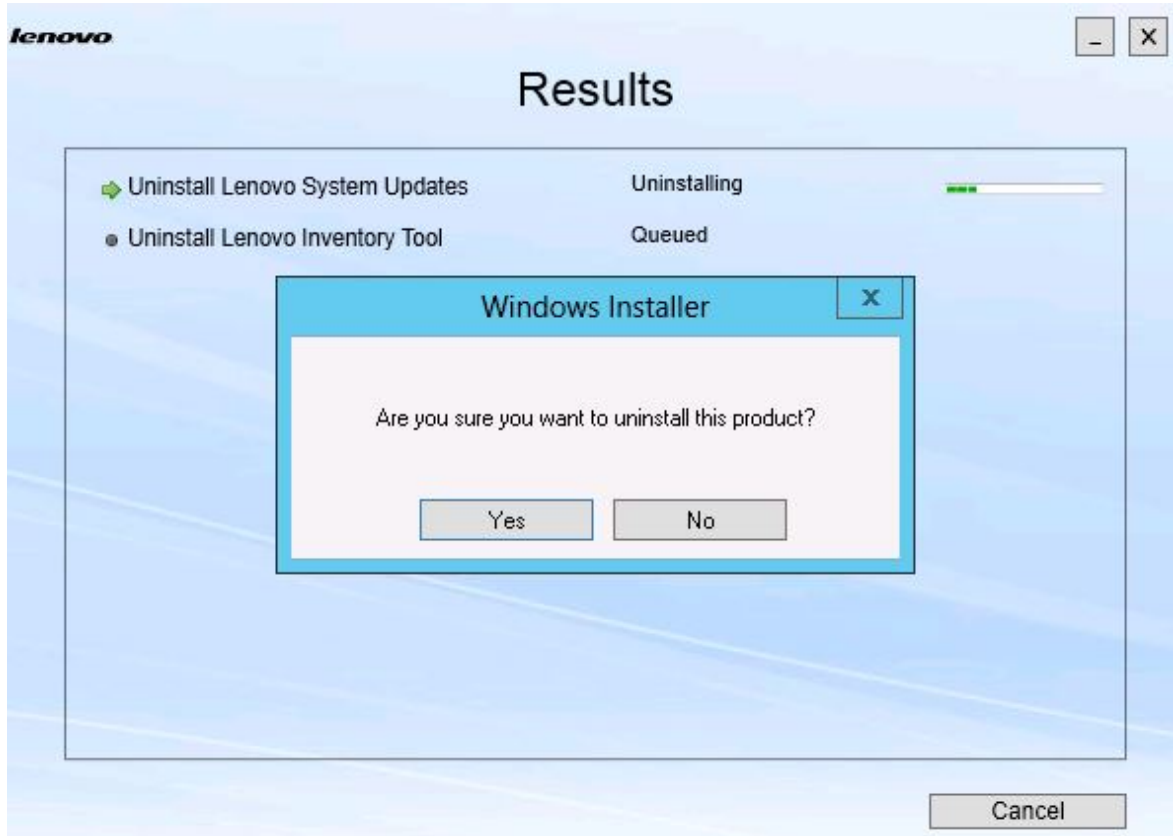 lenovo
_ X
Results
Uninstall Lenovo System Updates Uninstalling
Uninstall Lenovo Inventory Tool Queued
Windows Installer x
Are you sure you want to uninstall this product?
Yes No
Cancel